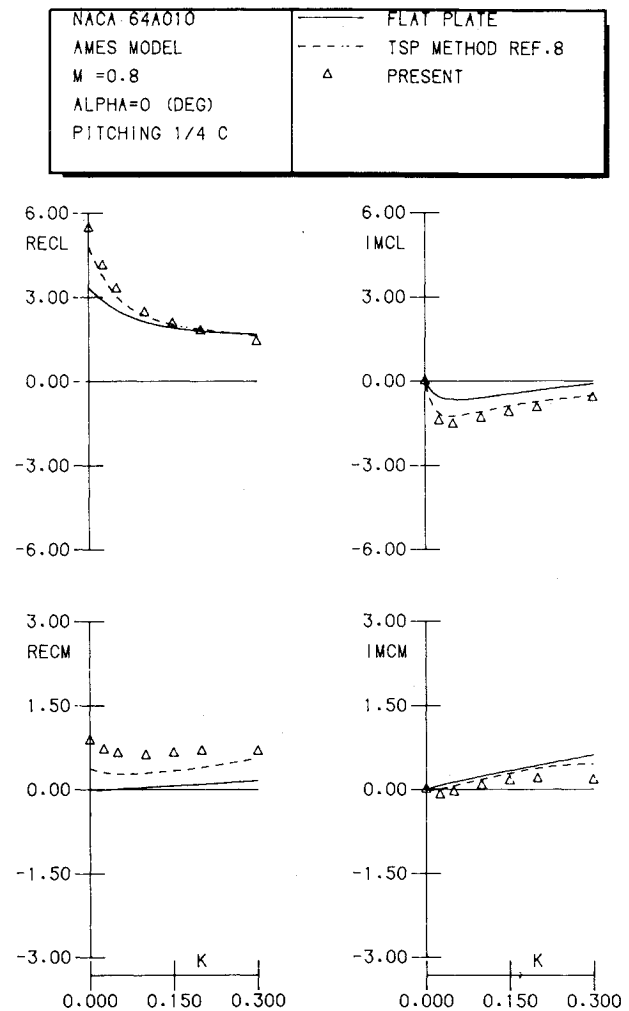 NACA 64A010
AMES MODEL
M =0.8
ALPHA=0 (DEG)
PITCHING 1/4 C
FLAT PLATE
TSP METHOD REF.8
PRESENT
6.00
RECL
3.00
0.00
-3.00
-6.00
6.00
IMCL
3.00
0.00
-3.00
-6.00
3.00
RECM
1.50
0.00
-1.50
-3.00
K
0.000 0.150 0.300
3.00
IMCM
1.50
0.00
-1.50
-3.00
K
0.000 0.150 0.300